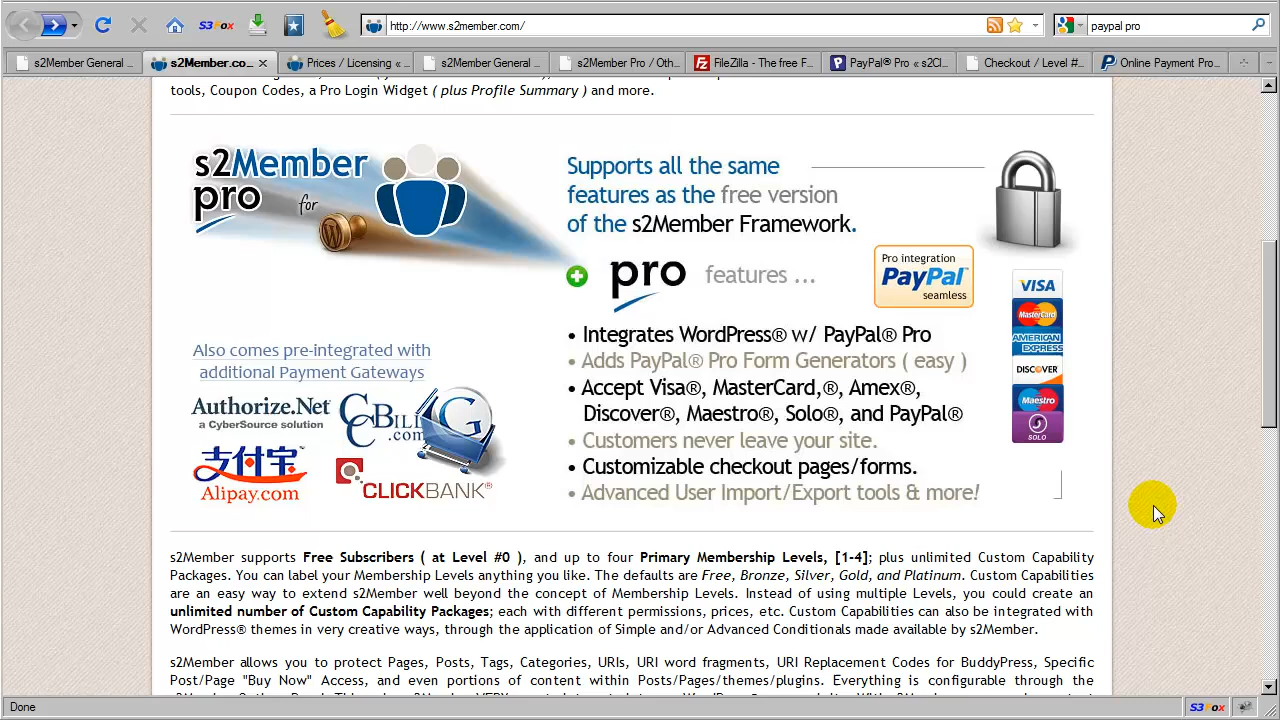 S3Fox
http://www.s2member.com/
paypal pro
s2Member General ...
s2Member.co...
Prices / Licensing « ...
s2Member General ...
s2Member Pro / Oth...
FileZilla - The free F...
PayPal® Pro « s2Cl...
Checkout / Level #...
Online Payment Pro...
tools, Coupon Codes, a Pro Login Widget ( plus Profile Summary ) and more.
s2Member
pro
for
Supports all the same
features as the free version
of the s2Member Framework.
pro features ...
Pro integration
PayPal
seamless
VISA
MasterCard
AMERICAN
EXPRESS
DISCOVER
Maestro
SOLO
• Integrates WordPress® w/ PayPal® Pro
• Adds PayPal® Pro Form Generators ( easy )
• Accept Visa®, MasterCard,®, Amex®,
Discover®, Maestro®, Solo®, and PayPal®
• Customers never leave your site.
• Customizable checkout pages/forms.
• Advanced User Import/Export tools & more!
Also comes pre-integrated with
additional Payment Gateways
Authorize.Net
a CyberSource solution
CCBILL
.com
G
支付宝
Alipay.com
CLICKBANK®
s2Member supports Free Subscribers ( at Level #0 ), and up to four Primary Membership Levels, [1-4]; plus unlimited Custom Capability
Packages. You can label your Membership Levels anything you like. The defaults are Free, Bronze, Silver, Gold, and Platinum. Custom Capabilities
are an easy way to extend s2Member well beyond the concept of Membership Levels. Instead of using multiple Levels, you could create an
unlimited number of Custom Capability Packages; each with different permissions, prices, etc. Custom Capabilities can also be integrated with
WordPress® themes in very creative ways, through the application of Simple and/or Advanced Conditionals made available by s2Member.
s2Member allows you to protect Pages, Posts, Tags, Categories, URIs, URI word fragments, URI Replacement Codes for BuddyPress, Specific
Post/Page "Buy Now" Access, and even portions of content within Posts/Pages/themes/plugins. Everything is configurable through the
Done
S3Fox